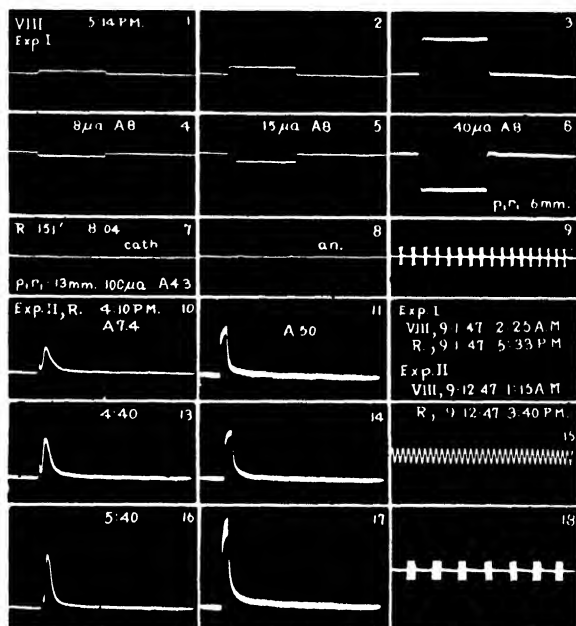 VIII 5:14 P.M. 1
Exp. I
2
3
8µa A8 4
15µa A8 5
40µa A8 6
p₁r₁ 6mm.
R 151' 8 04 7
cath
p₁r₁ 13mm. 100µa A43
8
an.
9
Exp. II, R. 4:10 P.M. 10
A7.4
11
A50
Exp. I
VIII, 9·1·47 2:25 A.M
R., 9·1·47 5:33 P.M
Exp. II
VIII, 9·12·47 1:15 A.M
R, 9·12·47 3:40 P.M.
4:40 13
14
15
5:40 16
17
18